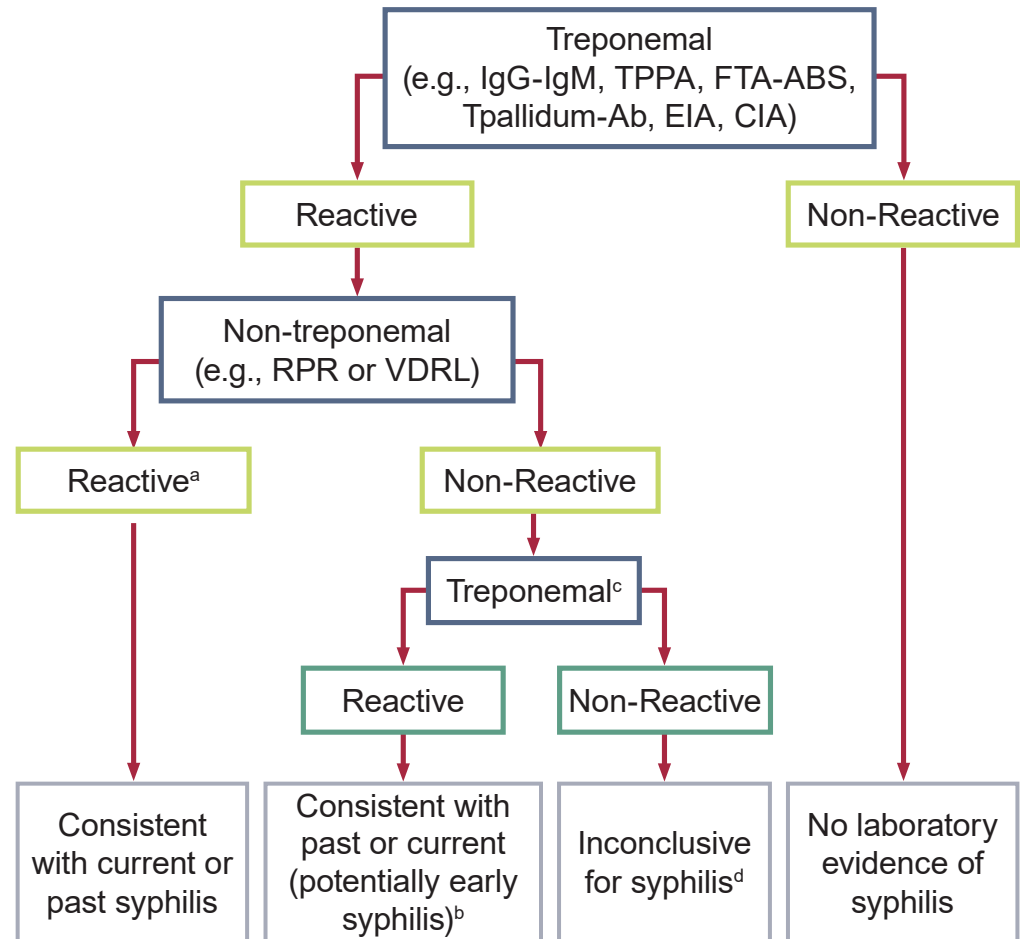 Treponemal
(e.g., IgG-IgM, TPPA, FTA-ABS,
Tpallidum-Ab, EIA, CIA)
Reactive
Non-Reactive
Non-treponemal
(e.g., RPR or VDRL)
Reactiveᵃ
Non-Reactive
Treponemalᶜ
Reactive
Non-Reactive
Consistent
with current or
past syphilis
Consistent with
past or current
(potentially early
syphilis)ᵇ
Inconclusive
for syphilisᵈ
No laboratory
evidence of
syphilis